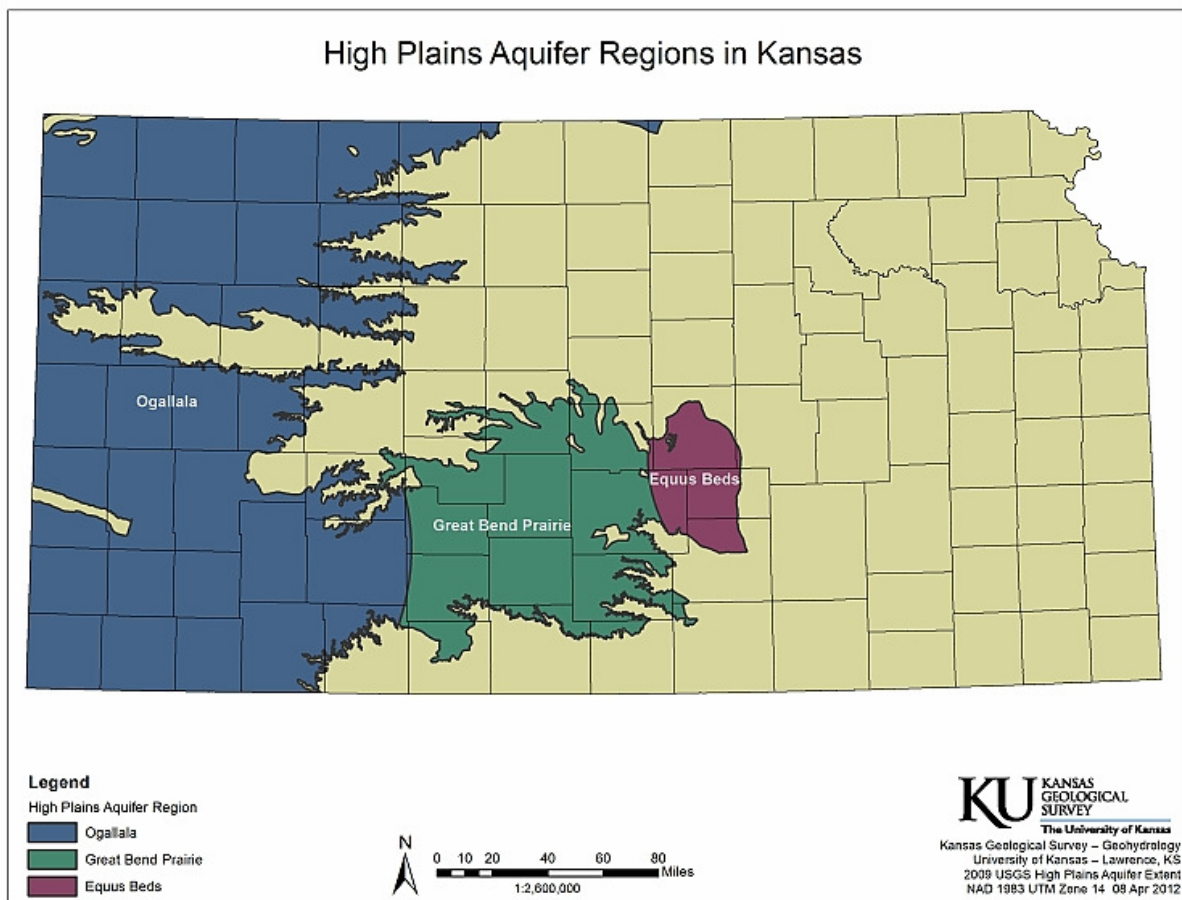 High Plains Aquifer Regions in Kansas
Ogallala
Equus Beds
Great Bend Prairie
Legend
High Plains Aquifer Region
Ogallala
Great Bend Prairie
Equus Beds
N
0 10 20 40 60 80
Miles
1:2,600,000
KU KANSAS
GEOLOGICAL
SURVEY
The University of Kansas
Kansas Geological Survey – Geohydrology
University of Kansas – Lawrence, KS
2009 USGS High Plains Aquifer Extent
NAD 1983 UTM Zone 14 08 Apr 2012